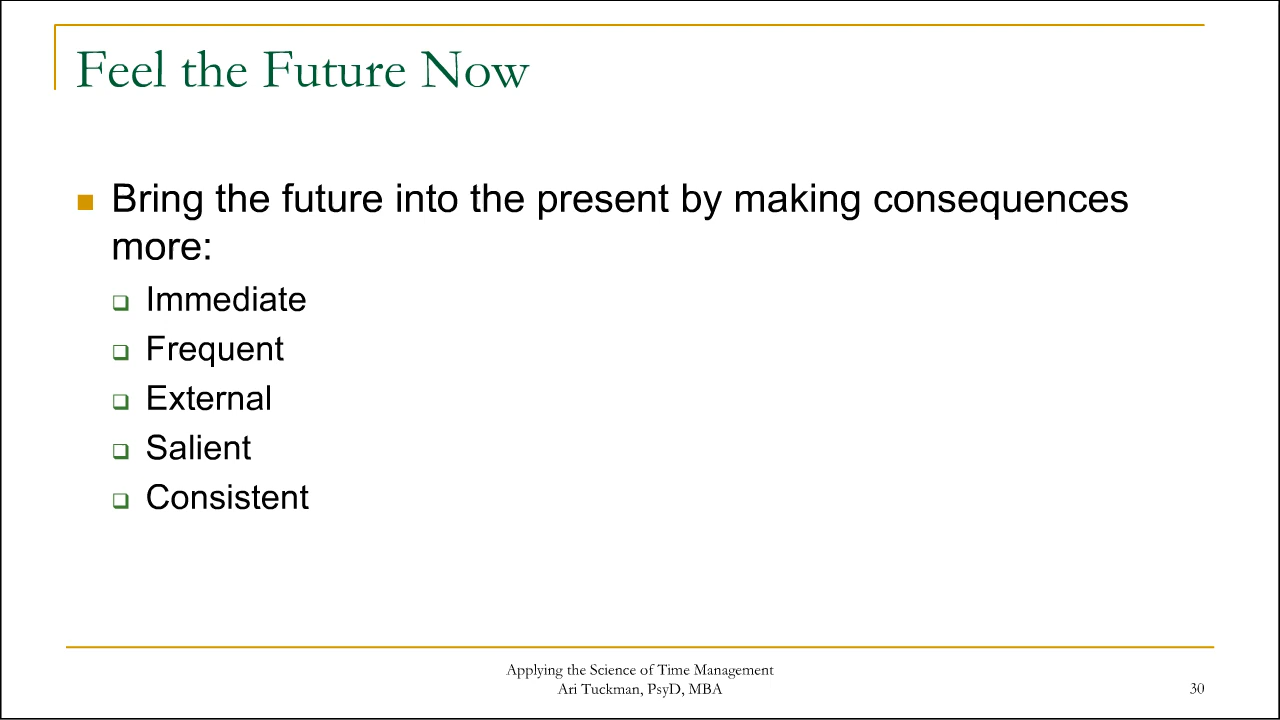 Feel the Future Now
Bring the future into the present by making consequences
more:
Immediate
Frequent
External
Salient
Consistent
Applying the Science of Time Management
Ari Tuckman, PsyD, MBA
30